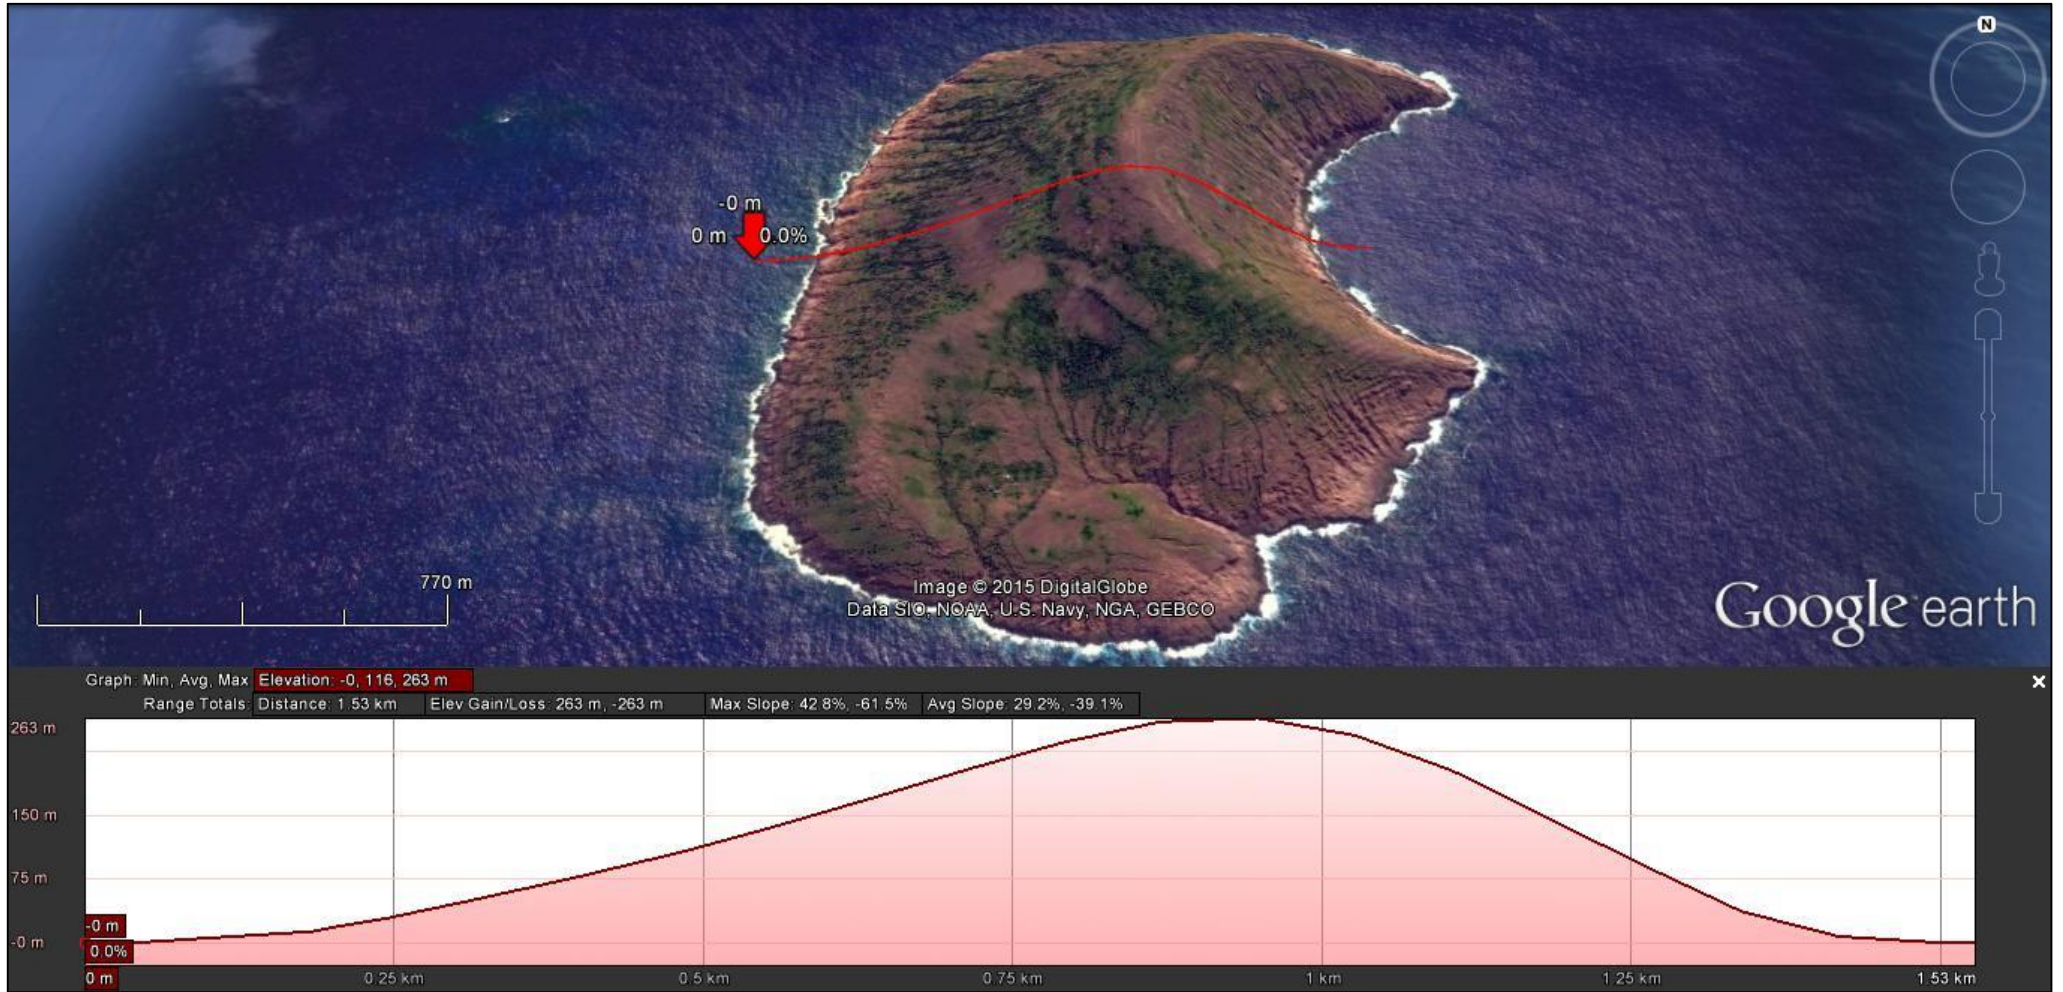 N
-0 m
0 m 0.0%
770 m
Image © 2015 DigitalGlobe
Data SIO, NOAA, U.S. Navy, NGA, GEBCO
Google earth
Graph: Min, Avg, Max Elevation: -0, 116, 263 m
Range Totals: Distance: 1.53 km Elev Gain/Loss: 263 m, -263 m Max Slope: 42.8%, -61.5% Avg Slope: 29.2%, -39.1%
263 m
150 m
75 m
-0 m
-0 m
0.0%
0 m 0.25 km 0.5 km 0.75 km 1 km 1.25 km 1.53 km